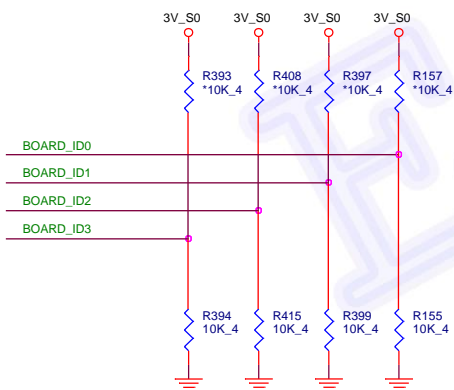 3V_S0 3V_S0 3V_S0 3V_S0
R393 R408 R397 R157
*10K_4 *10K_4 *10K_4 *10K_4
BOARD_ID0
BOARD_ID1
BOARD_ID2
BOARD_ID3
R394 R415 R399 R155
10K_4 10K_4 10K_4 10K_4